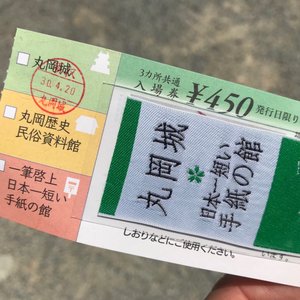 丸岡城
30.4.20
丸岡城
丸岡歴史
民俗資料館
一筆啓上
日本一短い
手紙の館
3カ所共通
入場券
¥450
発行日限り
丸岡城
日本一短い
手紙の館
しおりなどにご使用ください。